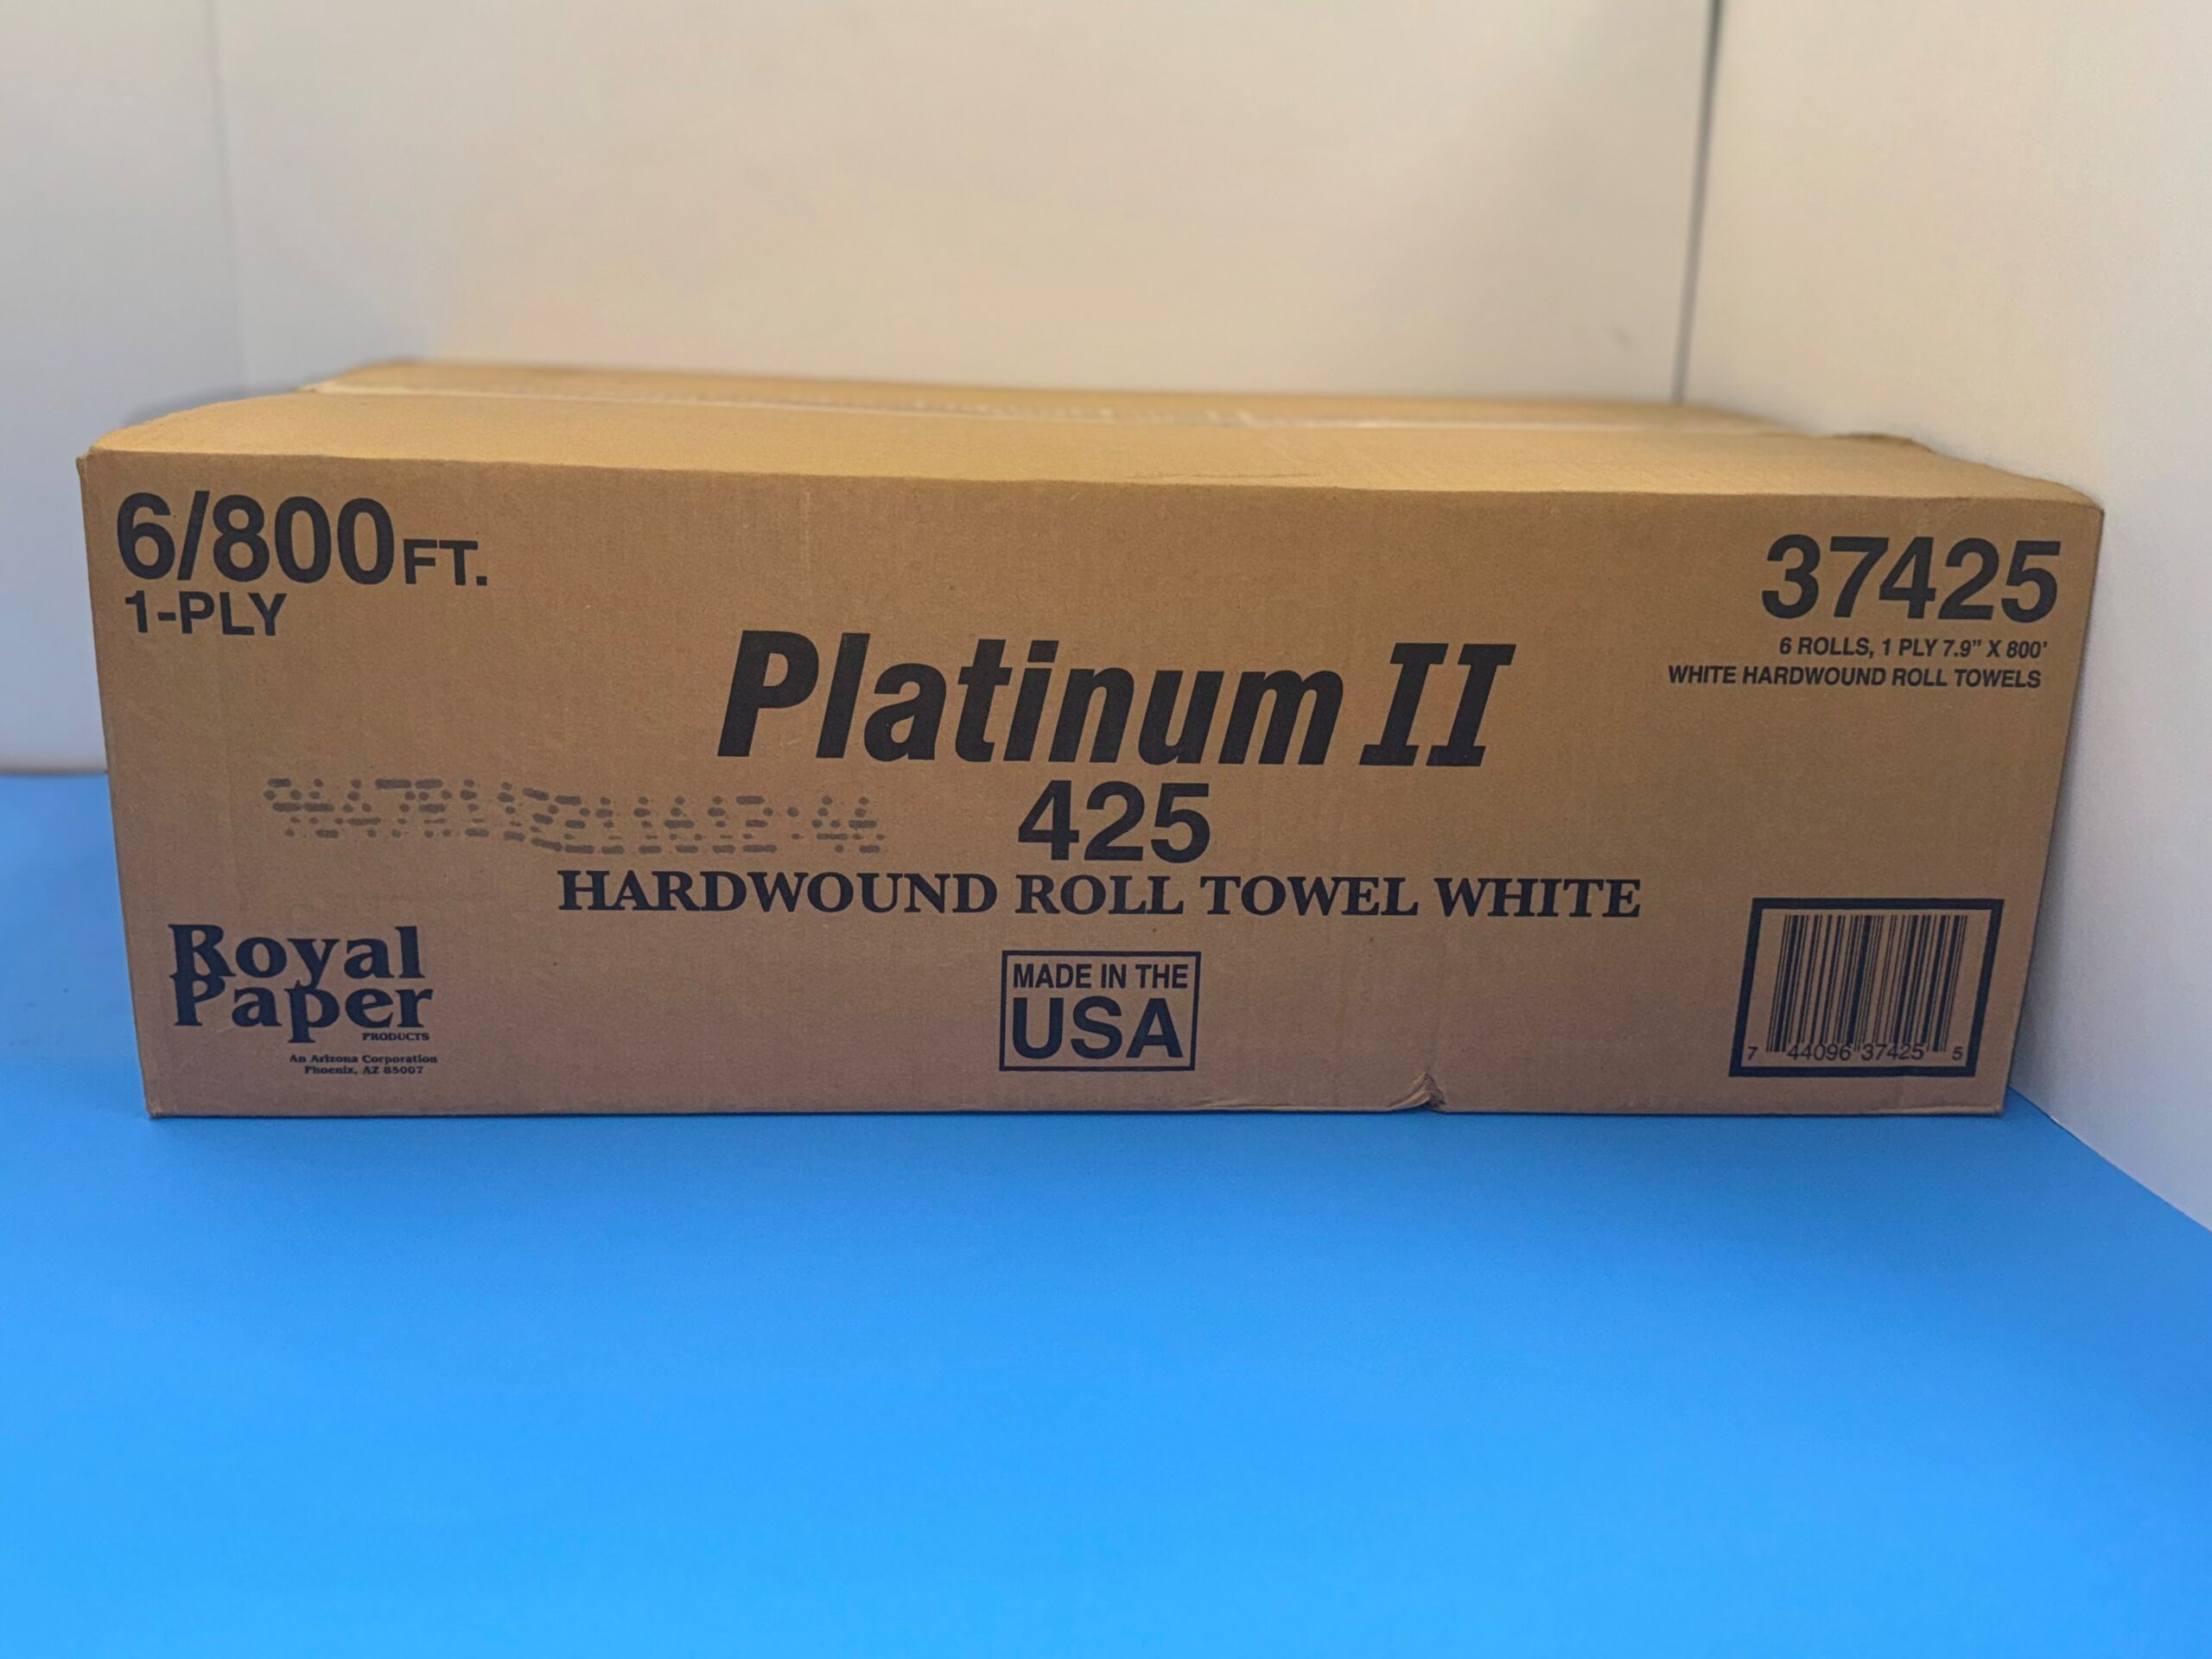 6/800FT.
1-PLY
37425
6 ROLLS, 1 PLY 7.9" X 800'
WHITE HARDWOUND ROLL TOWELS
Platinum II
425
HARDWOUND ROLL TOWEL WHITE
Royal
Paper
PRODUCTS
An Arizona Corporation
Phoenix, AZ 85007
MADE IN THE
USA
7 44096 37425 5